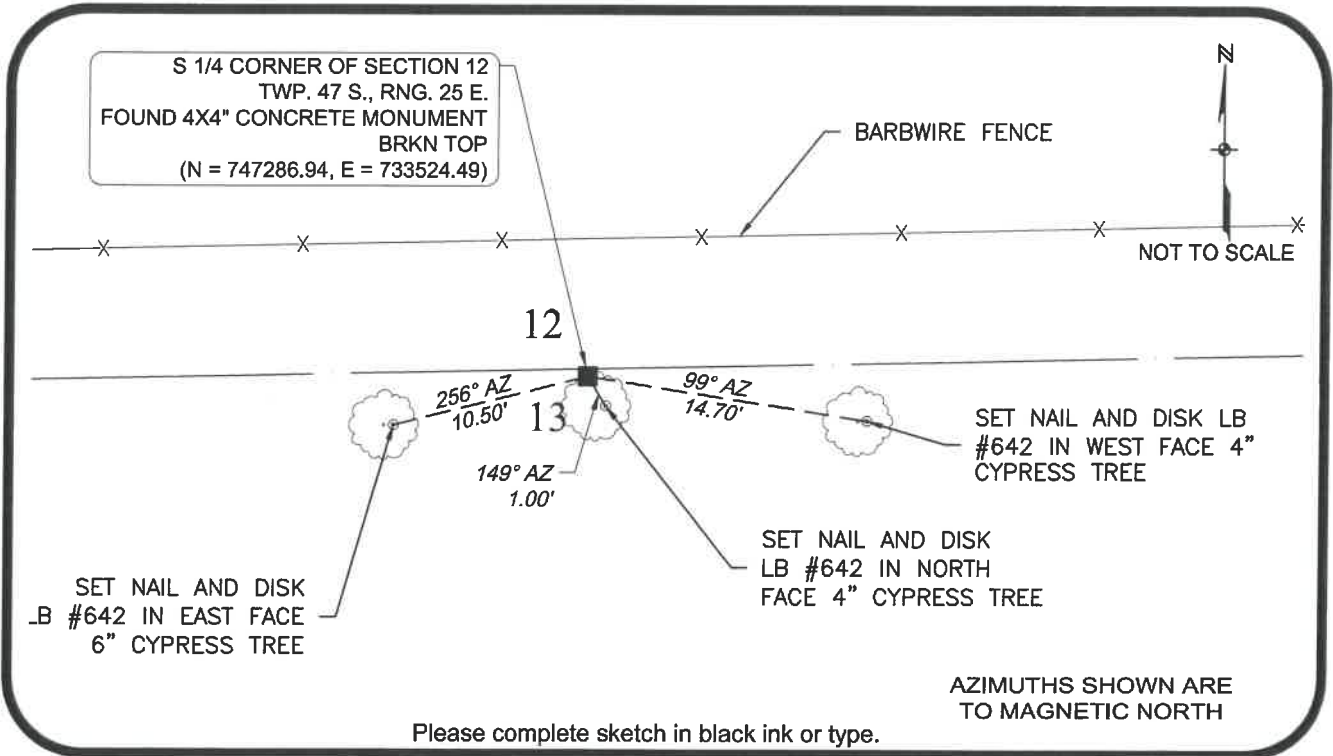 S 1/4 CORNER OF SECTION 12
TWP. 47 S., RNG. 25 E.
FOUND 4X4" CONCRETE MONUMENT
BRKN TOP
(N = 747286.94, E = 733524.49)
BARBWIRE FENCE
N
NOT TO SCALE
12
13
256° AZ
10.50'
99° AZ
14.70'
149° AZ
1.00'
SET NAIL AND DISK LB
#642 IN WEST FACE 4"
CYPRESS TREE
SET NAIL AND DISK
LB #642 IN NORTH
FACE 4" CYPRESS TREE
SET NAIL AND DISK
LB #642 IN EAST FACE
6" CYPRESS TREE
AZIMUTHS SHOWN ARE
TO MAGNETIC NORTH
Please complete sketch in black ink or type.